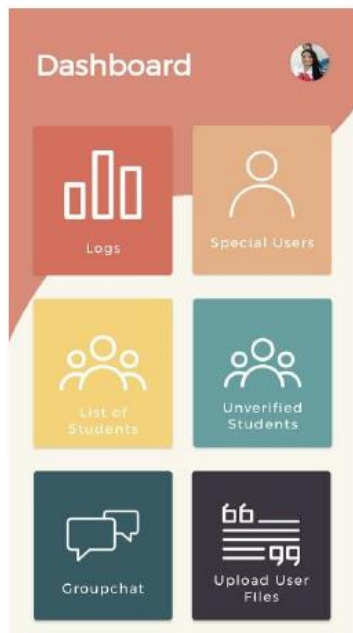 Dashboard
Logs
Special Users
List of
Students
Unverified
Students
Groupchat
Upload User
Files